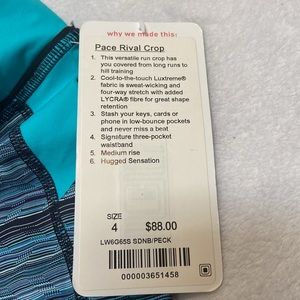 why we made this:
Pace Rival Crop
1. This versatile run crop has
you covered from long runs to
hill training
2. Cool-to-the-touch Luxtreme®
fabric is sweat-wicking and
four-way stretch with added
LYCRA® fibre for great shape
retention
3. Stash your keys, cards or
phone in low-bounce pockets
and never miss a beat
4. Signature three-pocket
waistband
5. Medium rise
6. Hugged Sensation
SIZE
4 $88.00
LW6G65S SDNB/PECK
000003651458